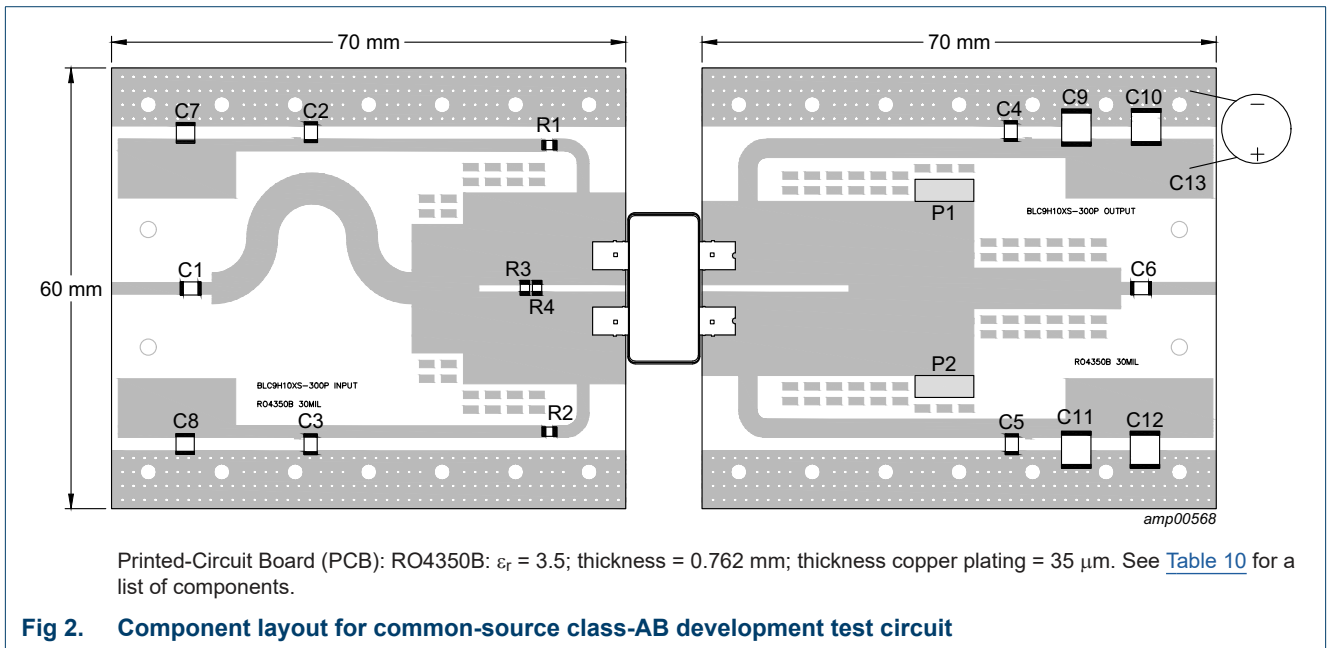 70 mm
70 mm
C7
C2
R1
C4
C9
C10
−
+
C13
P1
BLC9H10XS-300P OUTPUT
C1
R3
R4
60 mm
C6
P2
RO4350B 30MIL
BLC9H10XS-300P INPUT
RO4350B 30MIL
C8
C3
R2
C5
C11
C12
amp00568
Printed-Circuit Board (PCB): RO4350B: εr = 3.5; thickness = 0.762 mm; thickness copper plating = 35 μm. See Table 10 for a
list of components.
Fig 2. Component layout for common-source class-AB development test circuit